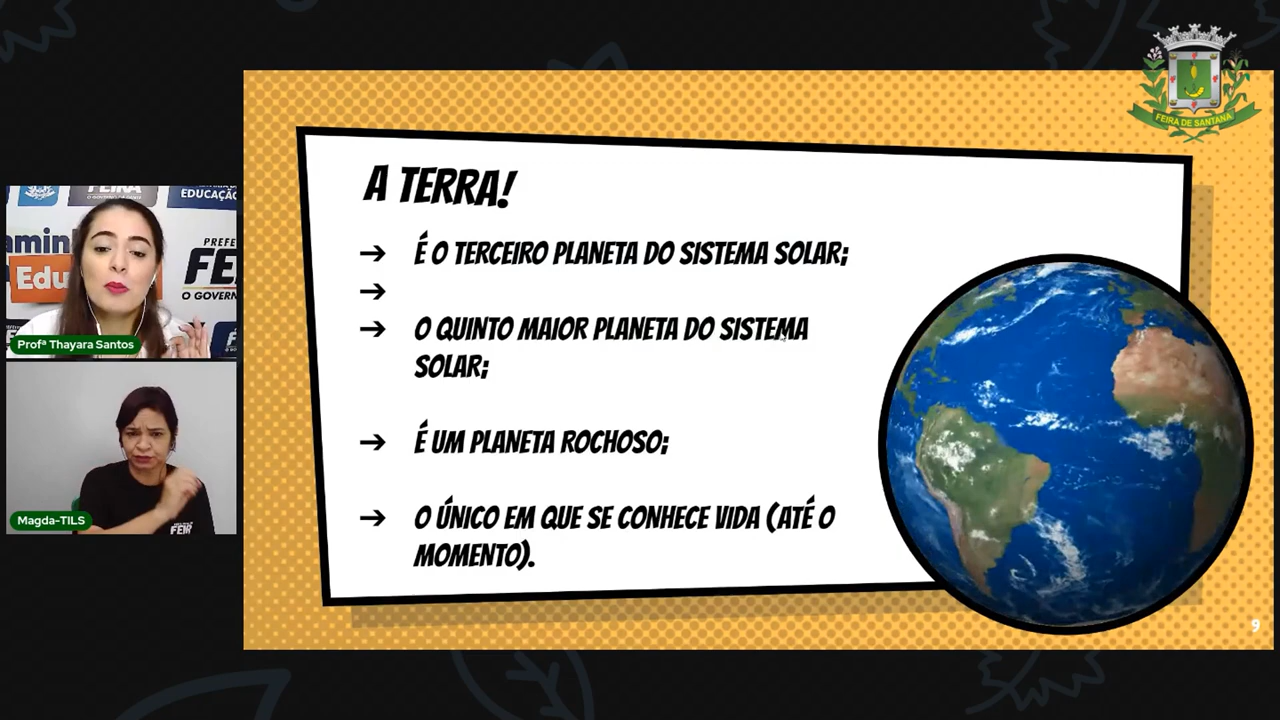 FEIRA DE SANTANA
A TERRA!
→ É O TERCEIRO PLANETA DO SISTEMA SOLAR;
→
→ O QUINTO MAIOR PLANETA DO SISTEMA
SOLAR;
→ É UM PLANETA ROCHOSO;
→ O ÚNICO EM QUE SE CONHECE VIDA (ATÉ O
MOMENTO).
9
EDUCAÇÃO
O GOVERN
Profª Thayara Santos
Magda-TILS